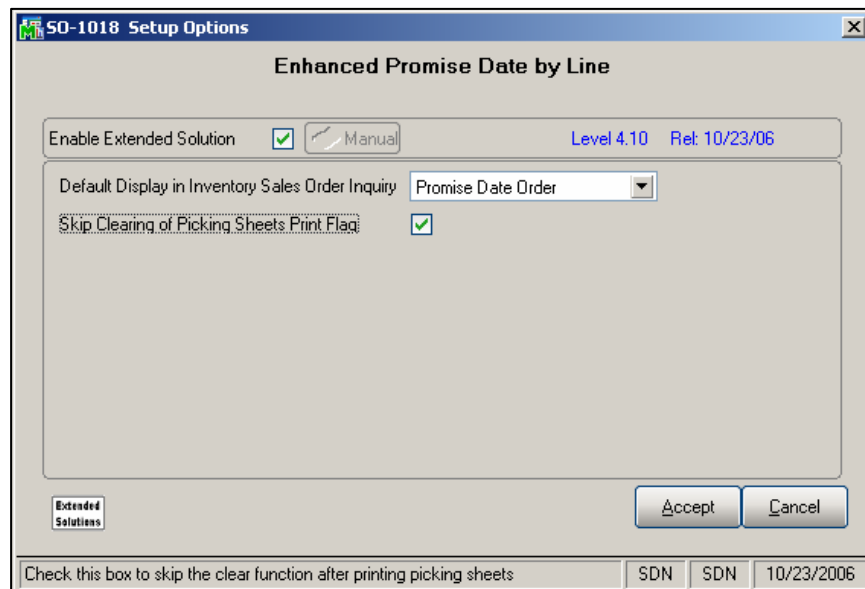 SO-1018 Setup Options
Enhanced Promise Date by Line
Enable Extended Solution Manual Level 4.10 Rel: 10/23/06
Default Display in Inventory Sales Order Inquiry Promise Date Order
Skip Clearing of Picking Sheets Print Flag
Extended
Solutions
Accept Cancel
Check this box to skip the clear function after printing picking sheets SDN SDN 10/23/2006